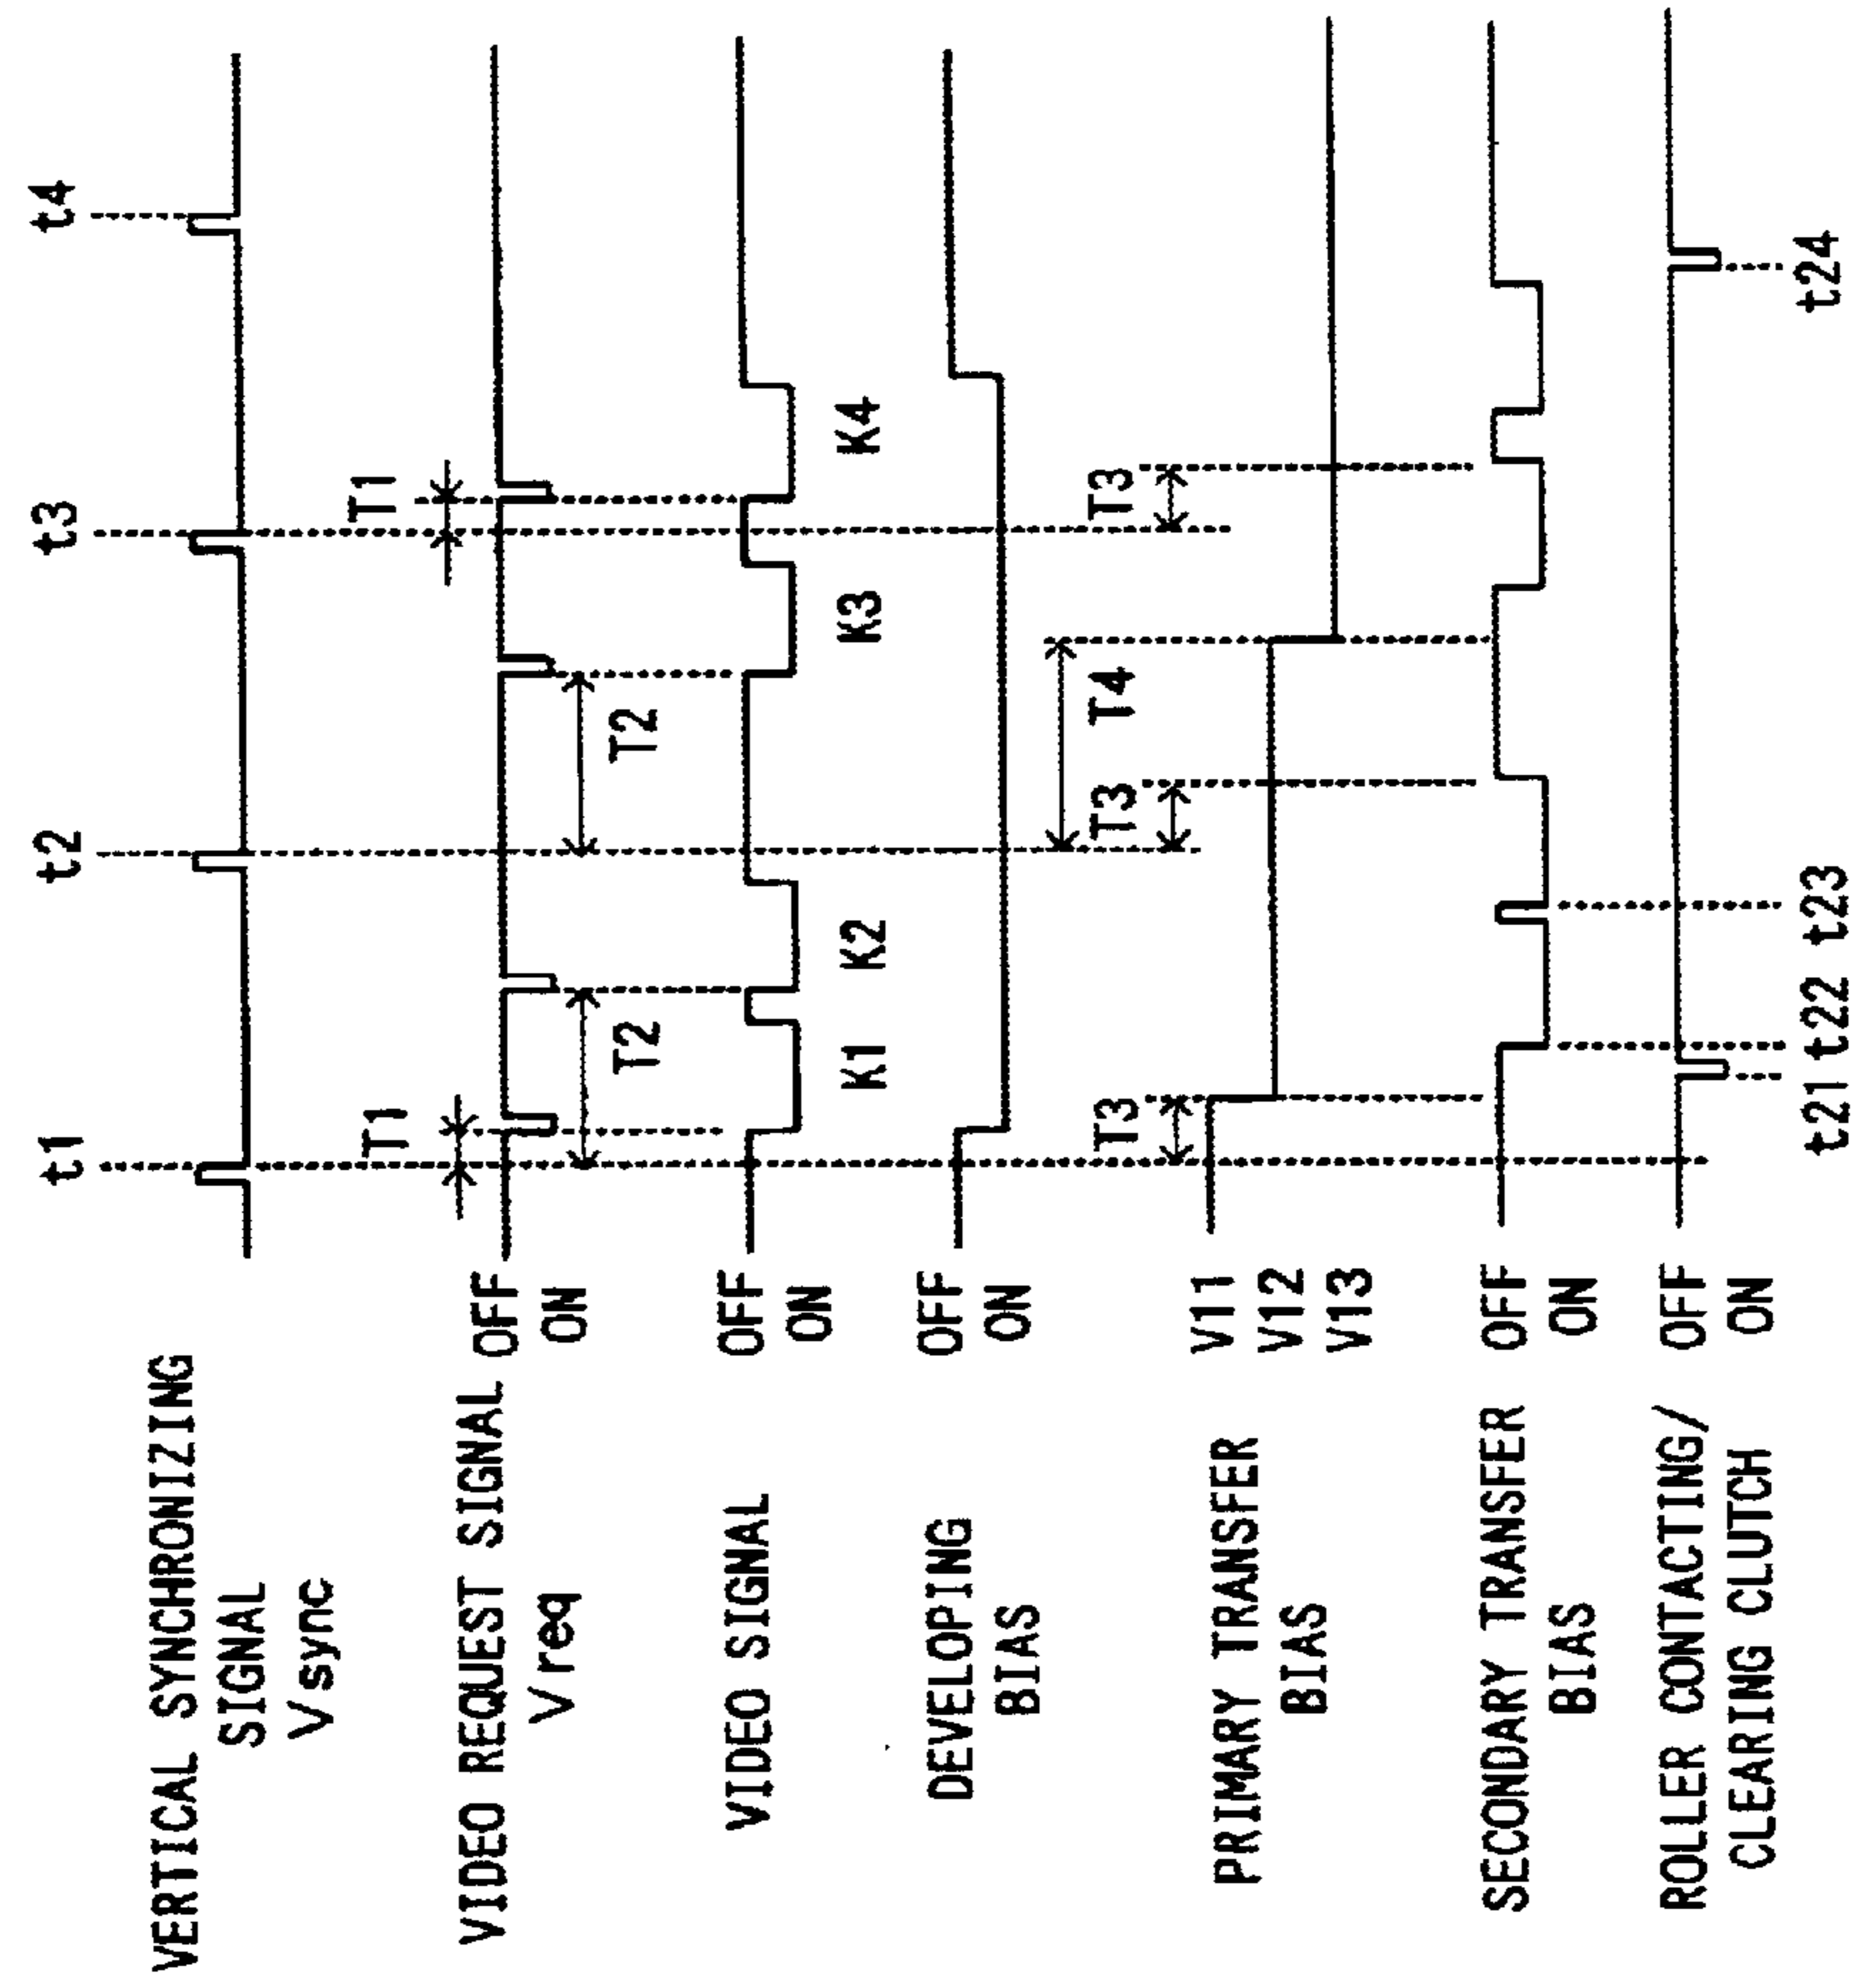 t1
t2
t3
t4
VERTICAL SYNCHRONIZING
SIGNAL
Vsync
T1
T1
VIDEO REQUEST SIGNAL
Vreq
OFF
ON
T2
T2
VIDEO SIGNAL
OFF
ON
K1
K2
K3
K4
DEVELOPING
BIAS
OFF
ON
T3
T3
T4
T3
PRIMARY TRANSFER
BIAS
V11
V12
V13
SECONDARY TRANSFER
BIAS
OFF
ON
ROLLER CONTACTING/
CLEARING CLUTCH
OFF
ON
t21
t22
t23
t24